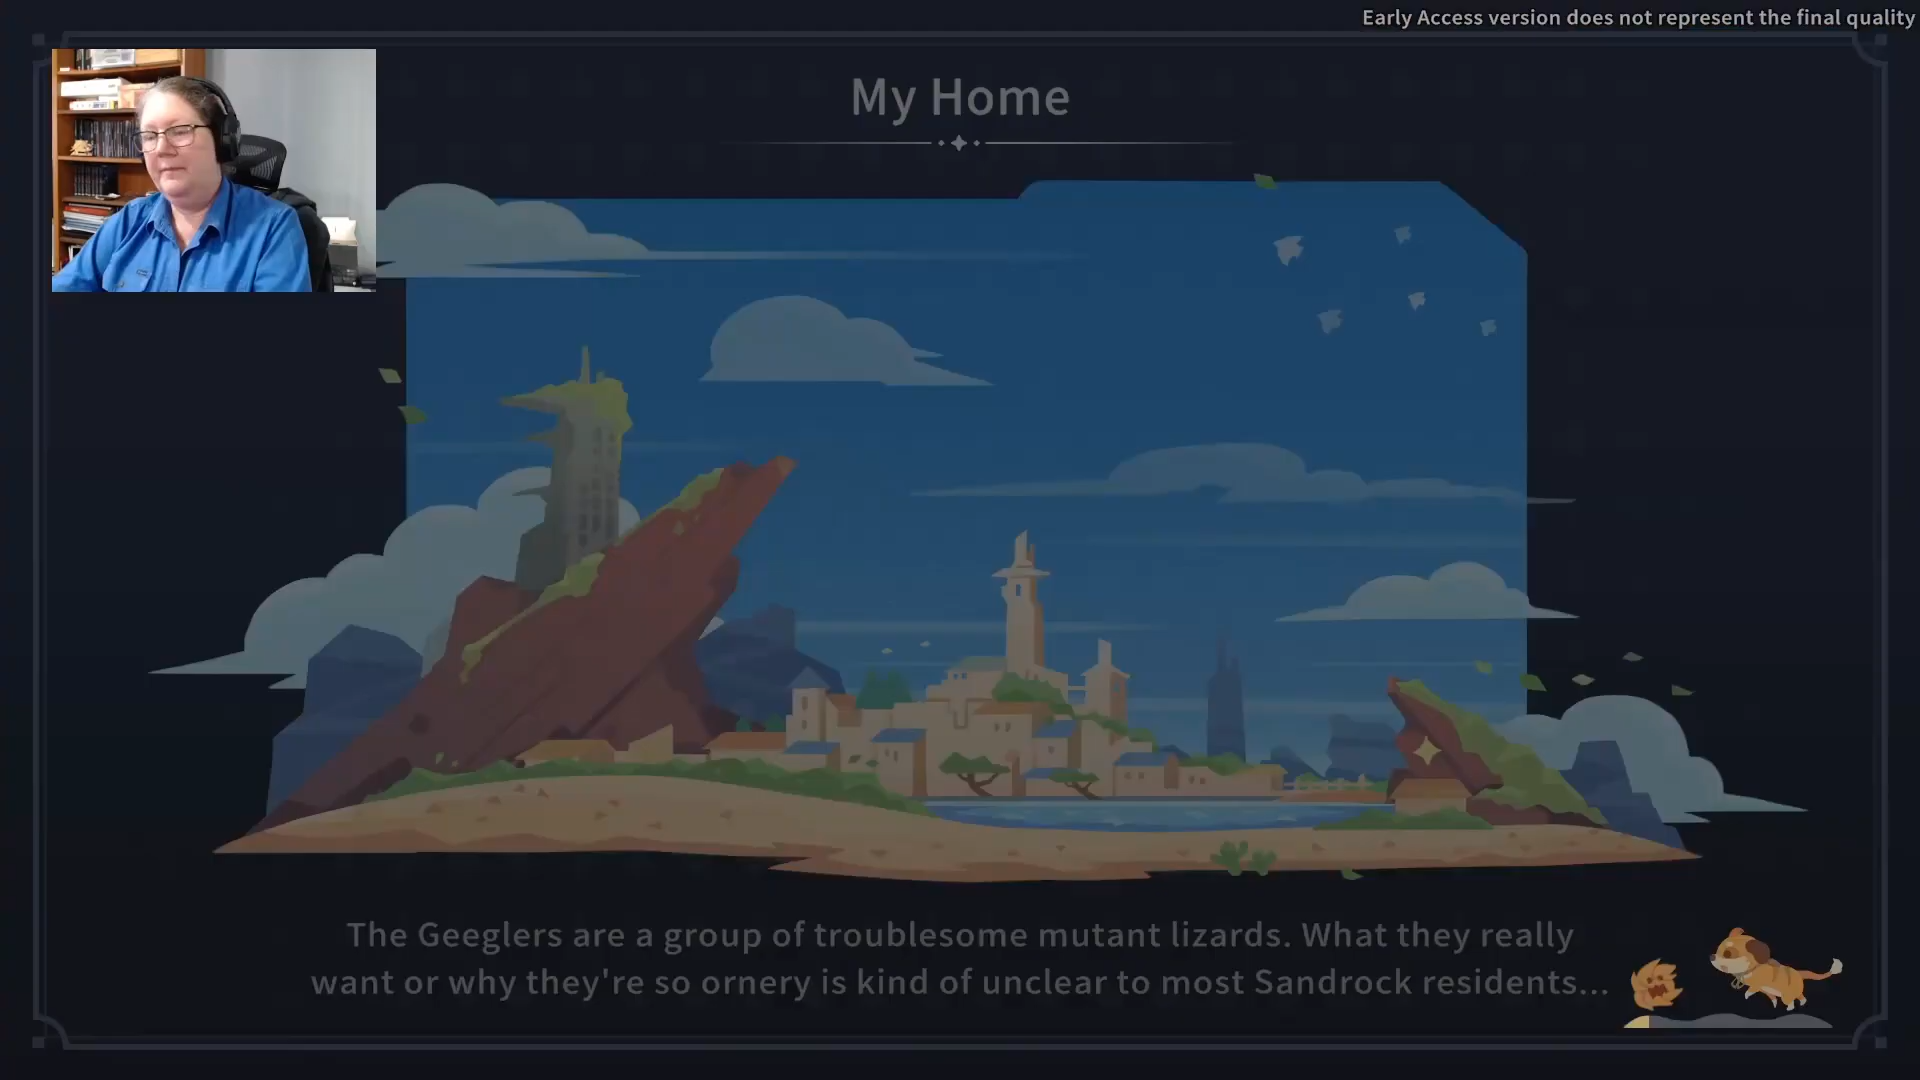 Early Access version does not represent the final quality
My Home
The Geeglers are a group of troublesome mutant lizards. What they really
want or why they're so ornery is kind of unclear to most Sandrock residents...